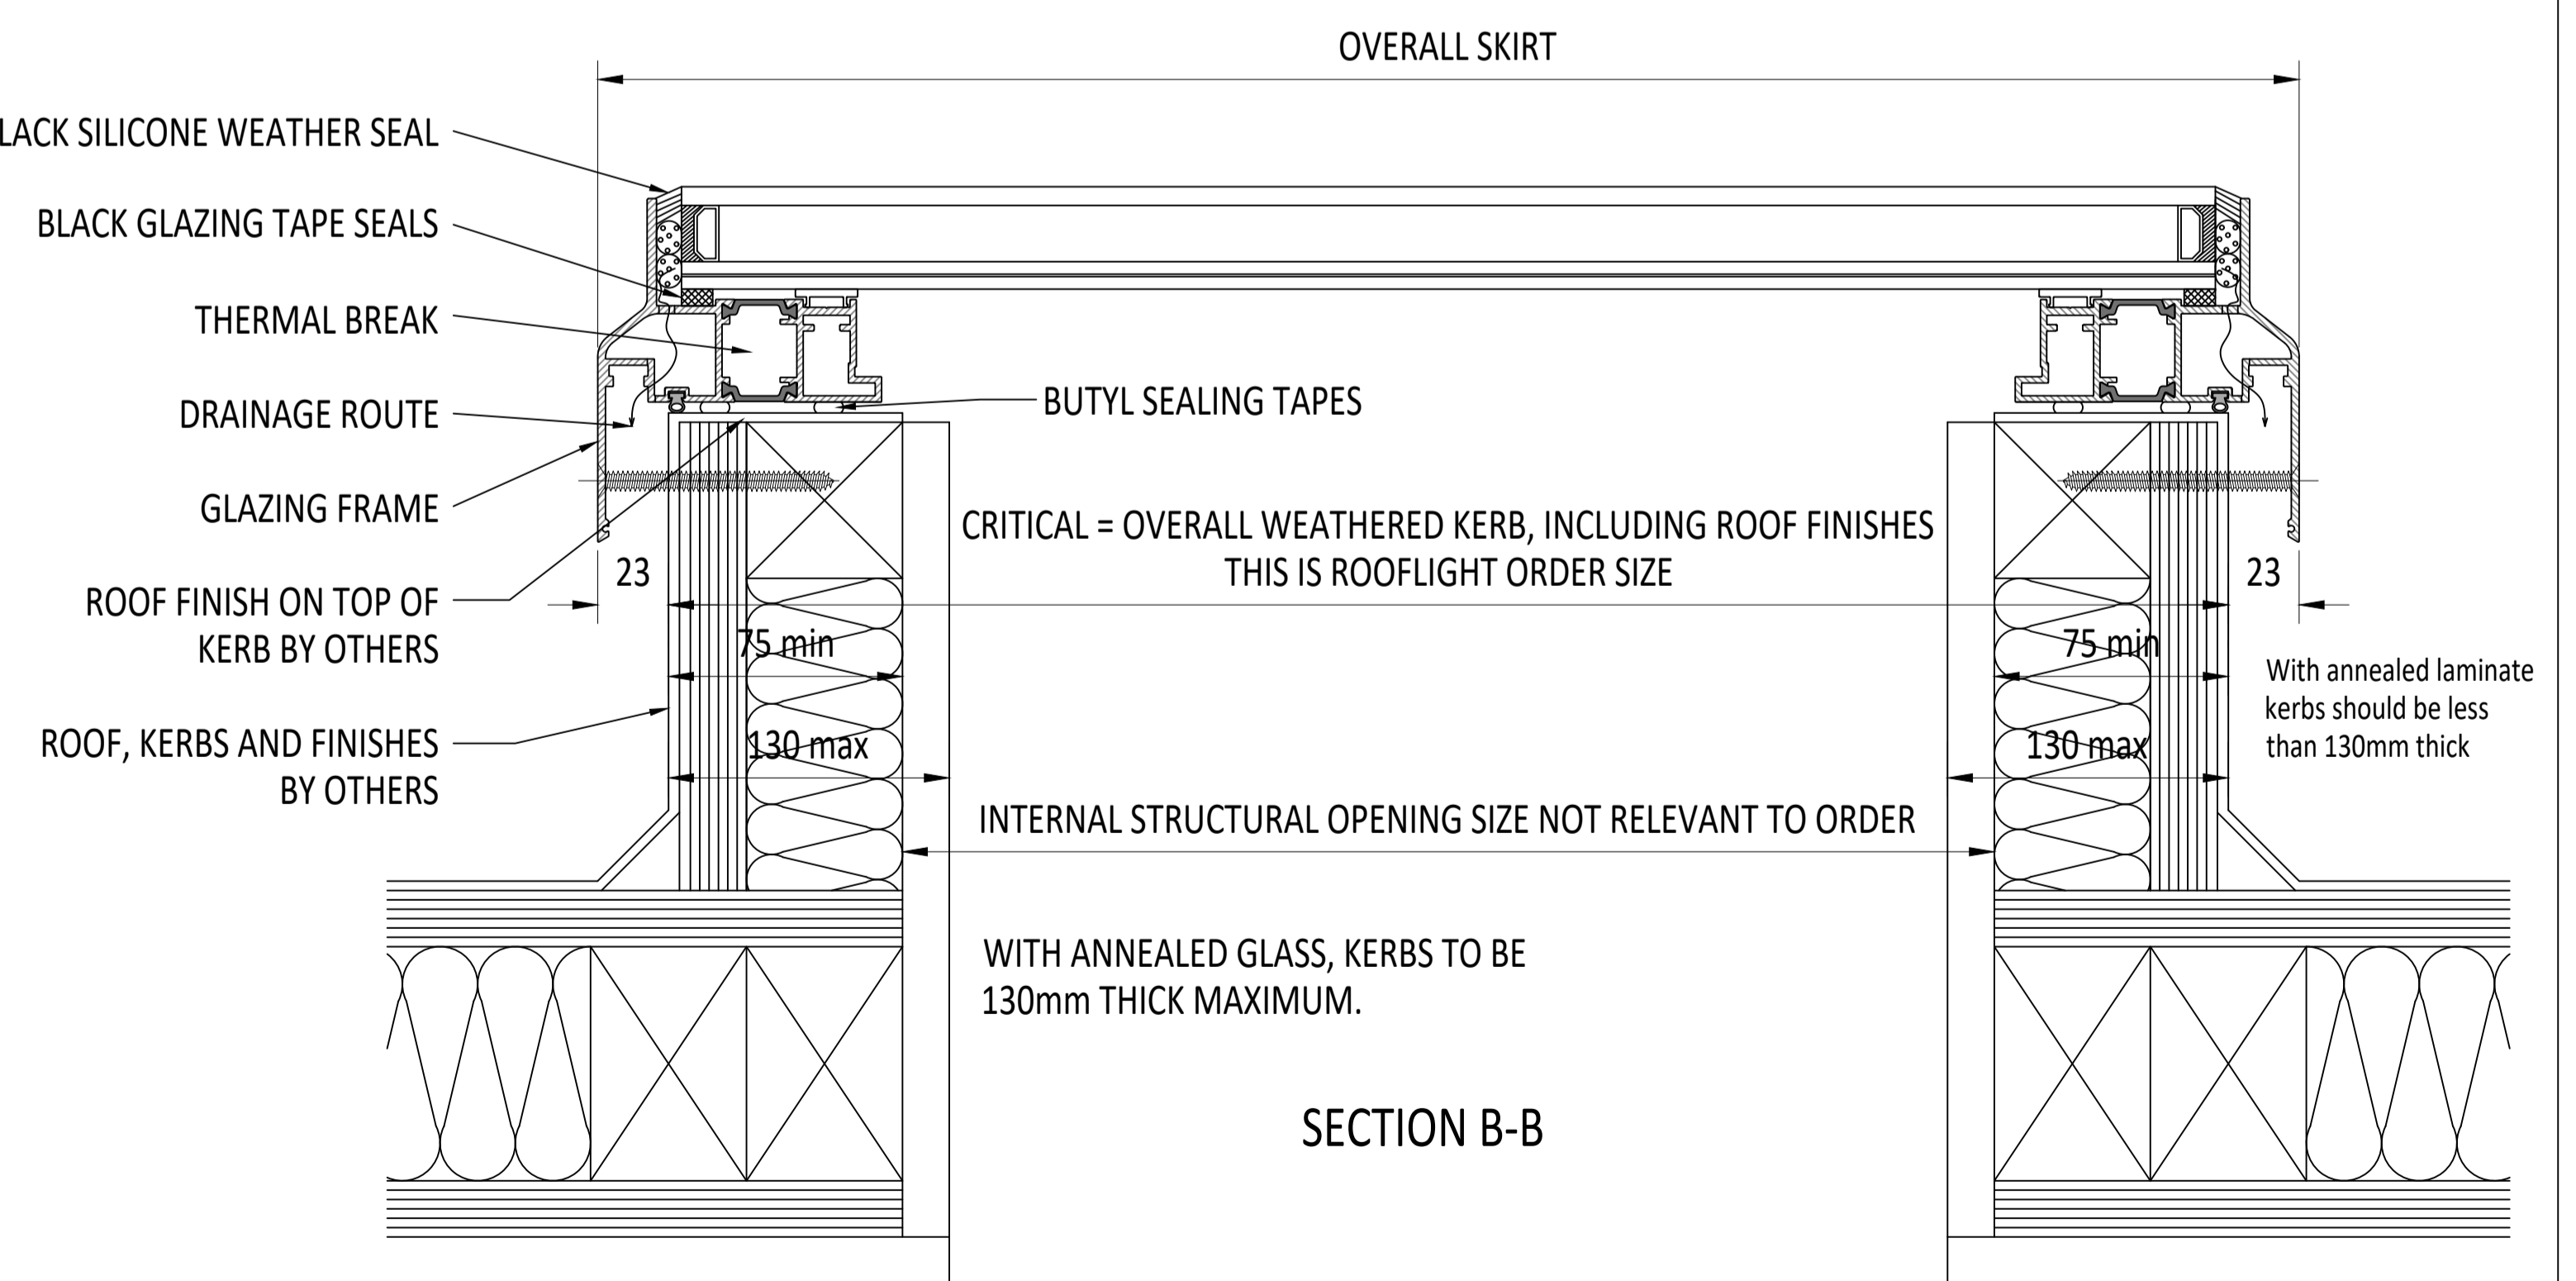 OVERALL SKIRT
LACK SILICONE WEATHER SEAL
BLACK GLAZING TAPE SEALS
THERMAL BREAK
DRAINAGE ROUTE
BUTYL SEALING TAPES
GLAZING FRAME
CRITICAL = OVERALL WEATHERED KERB, INCLUDING ROOF FINISHES
THIS IS ROOFLIGHT ORDER SIZE
23
23
ROOF FINISH ON TOP OF
KERB BY OTHERS
75 min
75 min
With annealed laminate
kerbs should be less
than 130mm thick
ROOF, KERBS AND FINISHES
BY OTHERS
130 max
130 max
INTERNAL STRUCTURAL OPENING SIZE NOT RELEVANT TO ORDER
WITH ANNEALED GLASS, KERBS TO BE
130mm THICK MAXIMUM.
SECTION B-B